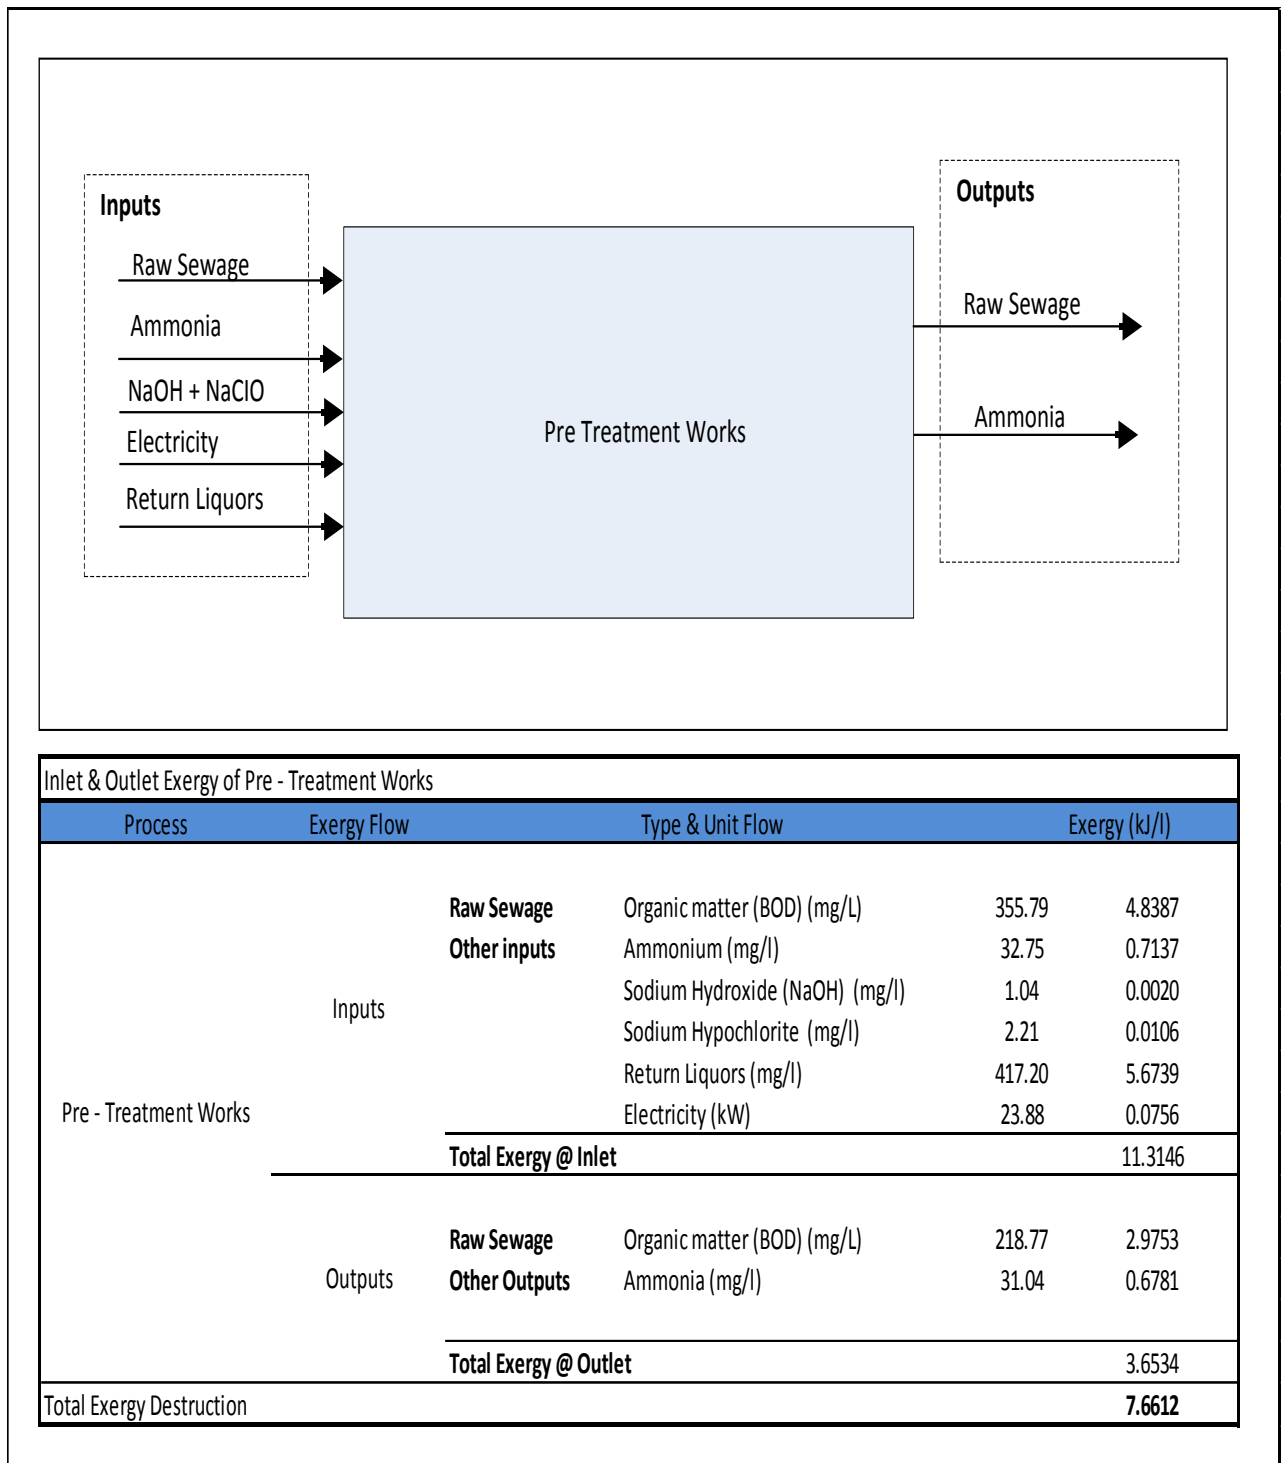 Inputs
Raw Sewage
Ammonia
NaOH + NaClO
Electricity
Return Liquors
Pre Treatment Works
Outputs
Raw Sewage
Ammonia
Inlet & Outlet Exergy of Pre - Treatment Works
Process Exergy Flow Type & Unit Flow Exergy (kJ/l)
Raw Sewage Organic matter (BOD) (mg/L) 355.79 4.8387
Other inputs Ammonium (mg/l) 32.75 0.7137
Sodium Hydroxide (NaOH) (mg/l) 1.04 0.0020
Inputs
Sodium Hypochlorite (mg/l) 2.21 0.0106
Return Liquors (mg/l) 417.20 5.6739
Pre - Treatment Works Electricity (kW) 23.88 0.0756
Total Exergy @ Inlet 11.3146
Raw Sewage Organic matter (BOD) (mg/L) 218.77 2.9753
Outputs Other Outputs Ammonia (mg/l) 31.04 0.6781
Total Exergy @ Outlet 3.6534
Total Exergy Destruction 7.6612